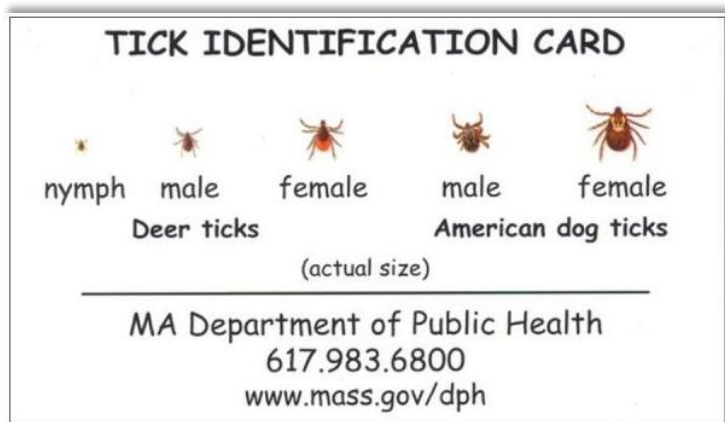 TICK IDENTIFICATION CARD
nymph male female male female
Deer ticks American dog ticks
(actual size)
MA Department of Public Health
617.983.6800
www.mass.gov/dph